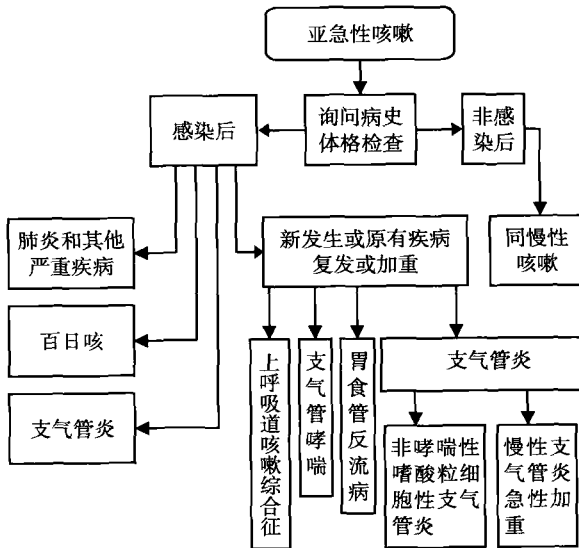 亚急性咳嗽
感染后
询问病史
体格检查
非感
染后
肺炎和其他
严重疾病
新发生或原有疾病
复发或加重
同慢性
咳嗽
百日咳
支气管炎
上呼吸道咳嗽综合征
支气管哮喘
胃食管反流病
支气管炎
非哮喘性
嗜酸粒细
胞性支气
管炎
慢性支
气管炎
急性加
重